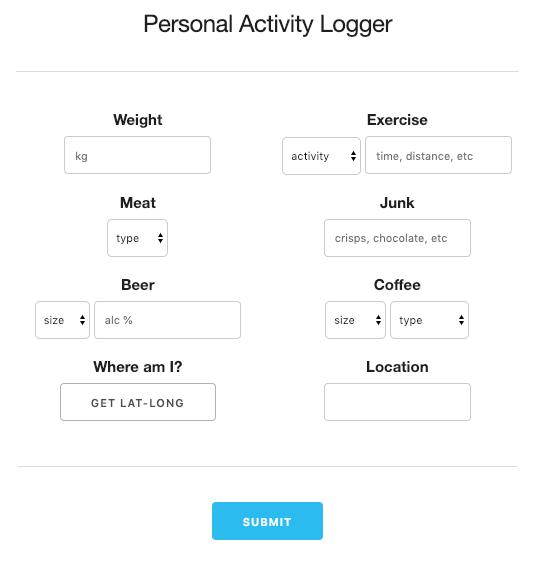 Personal Activity Logger
Weight Exercise
kg activity time, distance, etc
Meat Junk
type crisps, chocolate, etc
Beer Coffee
size alc % size type
Where am I? Location
GET LAT-LONG
SUBMIT